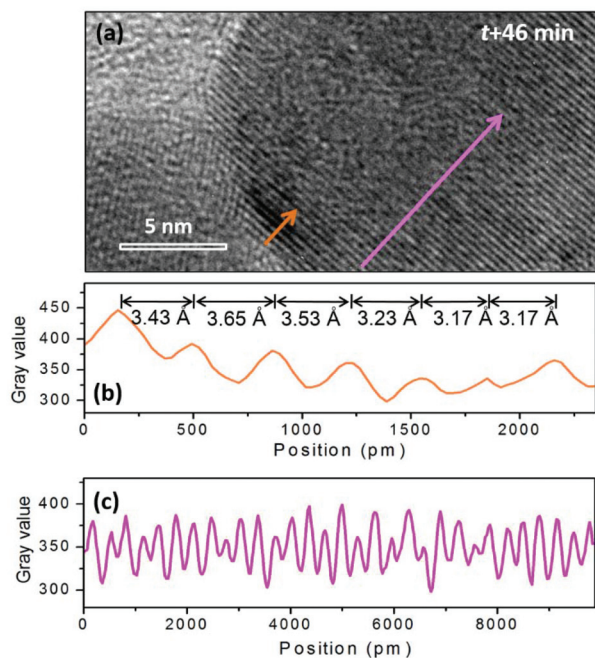 (a)
t+46 min
5 nm
450
400
350
300
Gray value
3.43 Å 3.65 Å 3.53 Å 3.23 Å 3.17 Å 3.17 Å
(b)
0 500 1000 1500 2000
Position (pm)
(c)
400
350
300
Gray value
0 2000 4000 6000 8000
Position (pm)